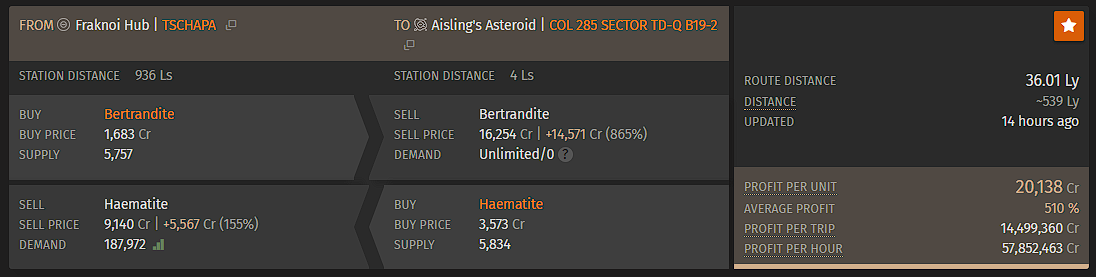 FROM Fraknoi Hub | TSCHAPA
TO Aisling's Asteroid | COL 285 SECTOR TD-Q B19-2
STATION DISTANCE 936 Ls
STATION DISTANCE 4 Ls
BUY Bertrandite
BUY PRICE 1,683 Cr
SUPPLY 5,757
SELL Bertrandite
SELL PRICE 16,254 Cr | +14,571 Cr (865%)
DEMAND Unlimited/0 ?
SELL Haematite
SELL PRICE 9,140 Cr | +5,567 Cr (155%)
DEMAND 187,972
BUY Haematite
BUY PRICE 3,573 Cr
SUPPLY 5,834
ROUTE DISTANCE 36.01 Ly
DISTANCE ~539 Ly
UPDATED 14 hours ago
PROFIT PER UNIT 20,138 Cr
AVERAGE PROFIT 510 %
PROFIT PER TRIP 14,499,360 Cr
PROFIT PER HOUR 57,852,463 Cr